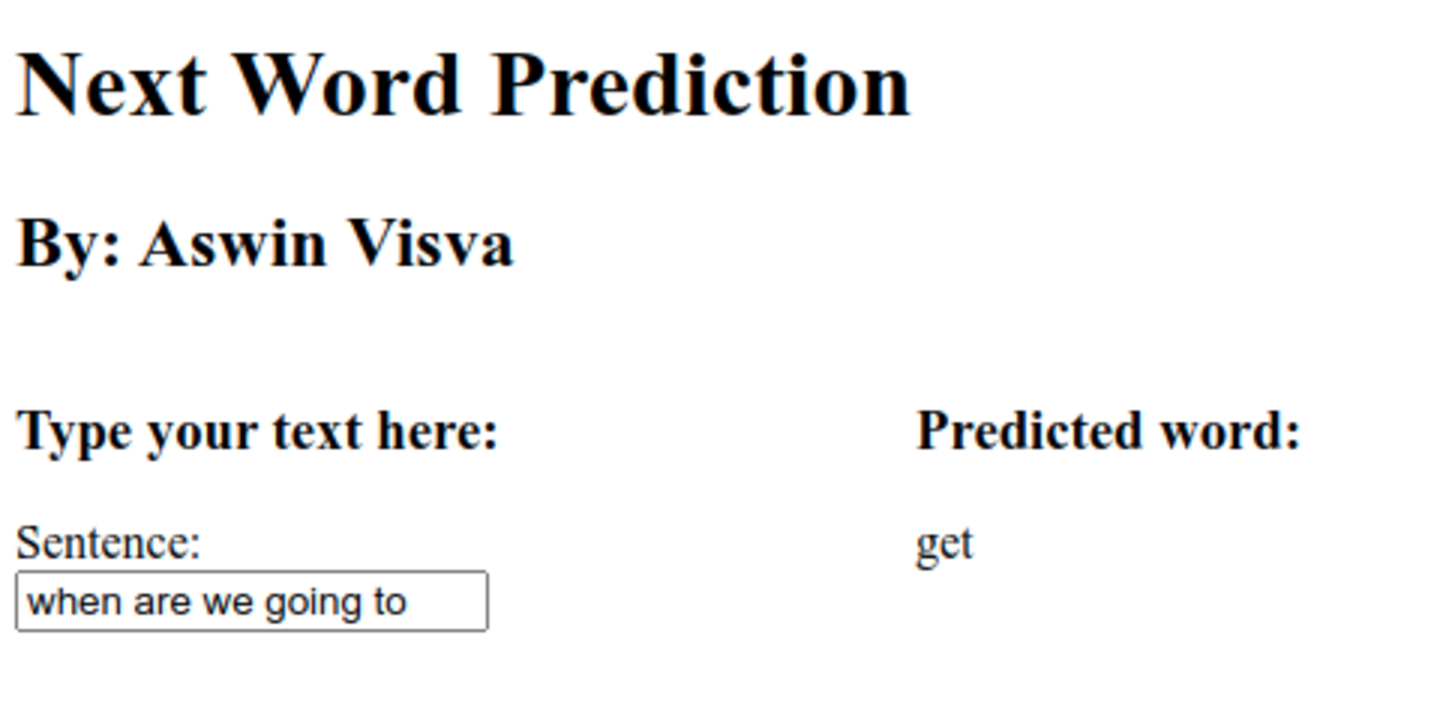 Next Word Prediction
By: Aswin Visva
Type your text here:
Sentence:
when are we going to
Predicted word:
get